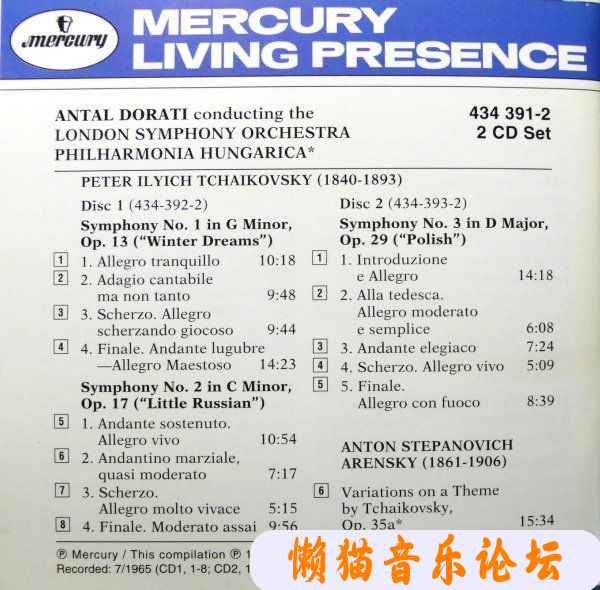 Mercury
MERCURY
LIVING PRESENCE
ANTAL DORATI conducting the
LONDON SYMPHONY ORCHESTRA
PHILHARMONIA HUNGARICA*
434 391-2
2 CD Set
PETER ILYICH TCHAIKOVSKY (1840-1893)
Disc 1 (434-392-2)
Symphony No. 1 in G Minor,
Op. 13 (“Winter Dreams”)
1 1. Allegro tranquillo 10:18
2 2. Adagio cantabile
ma non tanto 9:48
3 3. Scherzo. Allegro
scherzando giocoso 9:44
4 4. Finale. Andante lugubre
—Allegro Maestoso 14:23
Symphony No. 2 in C Minor,
Op. 17 (“Little Russian”)
5 1. Andante sostenuto.
Allegro vivo 10:54
6 2. Andantino marziale,
quasi moderato 7:17
7 3. Scherzo.
Allegro molto vivace 5:15
8 4. Finale. Moderato assai 9:56
Disc 2 (434-393-2)
Symphony No. 3 in D Major,
Op. 29 (“Polish”)
1 1. Introduzione
e Allegro 14:18
2 2. Alla tedesca.
Allegro moderato
e semplice 6:08
3 3. Andante elegiaco 7:24
4 4. Scherzo. Allegro vivo 5:09
5 5. Finale.
Allegro con fuoco 8:39
ANTON STEPANOVICH
ARENSKY (1861-1906)
6 Variations on a Theme
by Tchaikovsky,
Op. 35a* 15:34
℗ Mercury / This compilation ℗ 1
Recorded: 7/1965 (CD1, 1-8; CD2, 1
懒猫音乐论坛